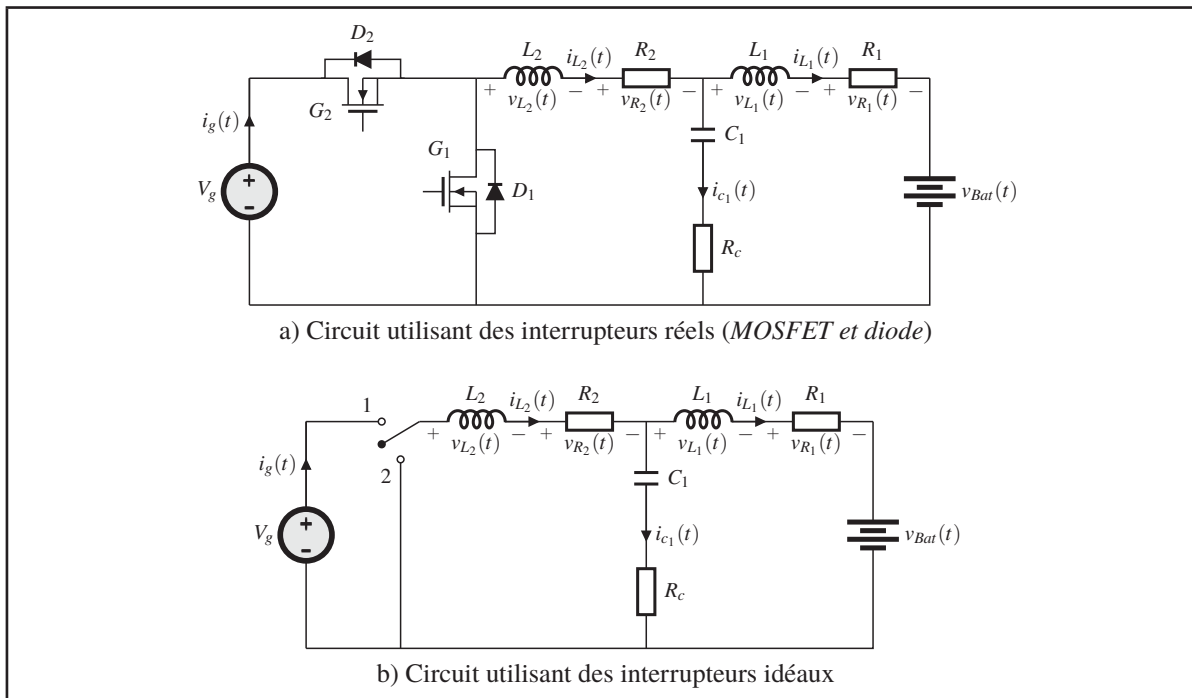 D₂
L₂ i_{L₂}(t) R₂ L₁ i_{L₁}(t) R₁
+ v_{L₂}(t) − + v_{R₂}(t) − + v_{L₁}(t) − + v_{R₁}(t) −
G₂
i_g(t)
C₁
G₁
D₁
V_g + −
i_{c₁}(t)
v_{Bat}(t)
R_c
a) Circuit utilisant des interrupteurs réels (MOSFET et diode)
L₂ i_{L₂}(t) R₂ L₁ i_{L₁}(t) R₁
1
+ v_{L₂}(t) − + v_{R₂}(t) − + v_{L₁}(t) − + v_{R₁}(t) −
i_g(t)
2
C₁
V_g + −
i_{c₁}(t)
v_{Bat}(t)
R_c
b) Circuit utilisant des interrupteurs idéaux